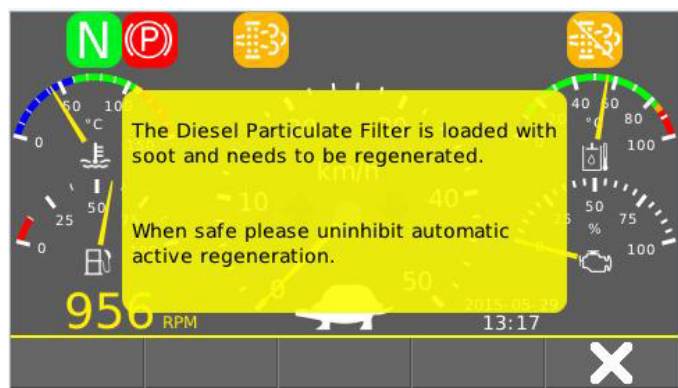 N (P)
50 100
°C
0
The Diesel Particulate Filter is loaded with
soot and needs to be regenerated.
When safe please uninhibit automatic
active regeneration.
40 60
80
°C
100
0
km/h
10
40
0
50
25
50
0
50
75
%
100
956 RPM
2015-05-29
13:17